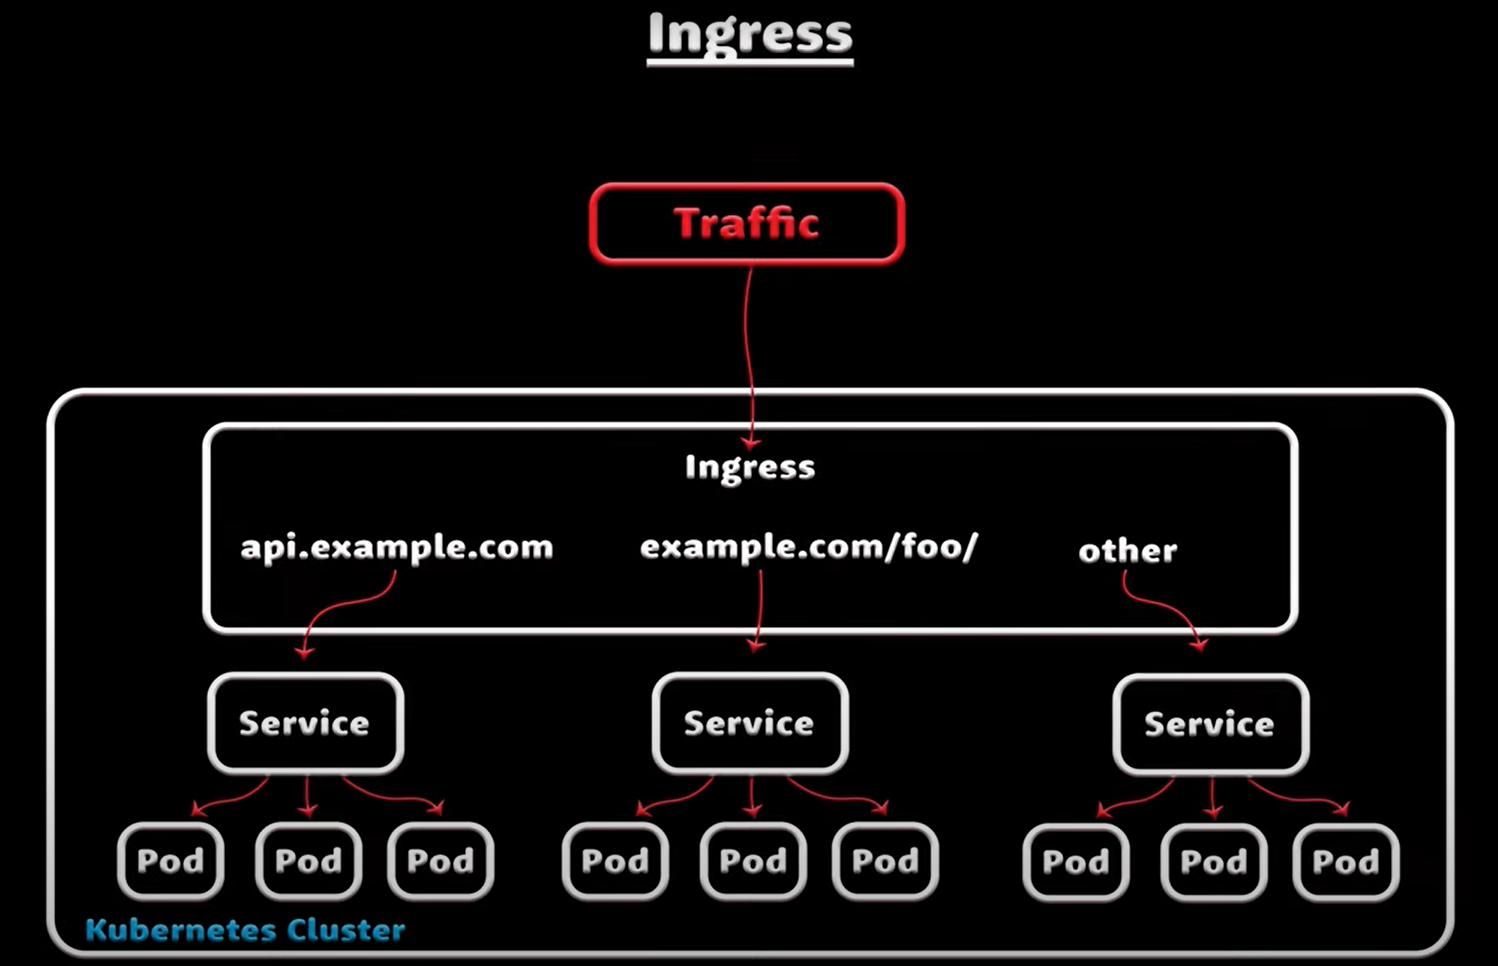 Ingress
Traffic
Ingress
api.example.com
example.com/foo/
other
Service
Service
Service
Pod
Pod
Pod
Pod
Pod
Pod
Pod
Pod
Pod
Kubernetes Cluster